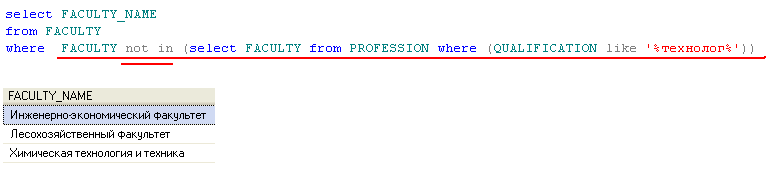 select FACULTY_NAME
from FACULTY
where FACULTY not in (select FACULTY from PROFESSION where (QUALIFICATION like '%технолог%'))
FACULTY_NAME
Инженерно-экономический факультет
Лесохозяйственный факультет
Химическая технология и техника